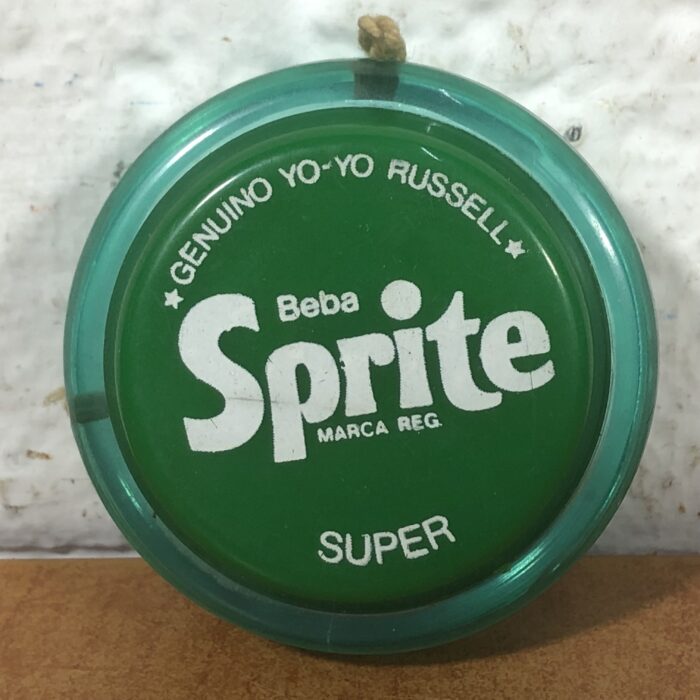 ★GENUINO YO-YO RUSSELL★
Beba
Sprite
MARCA REG.
SUPER